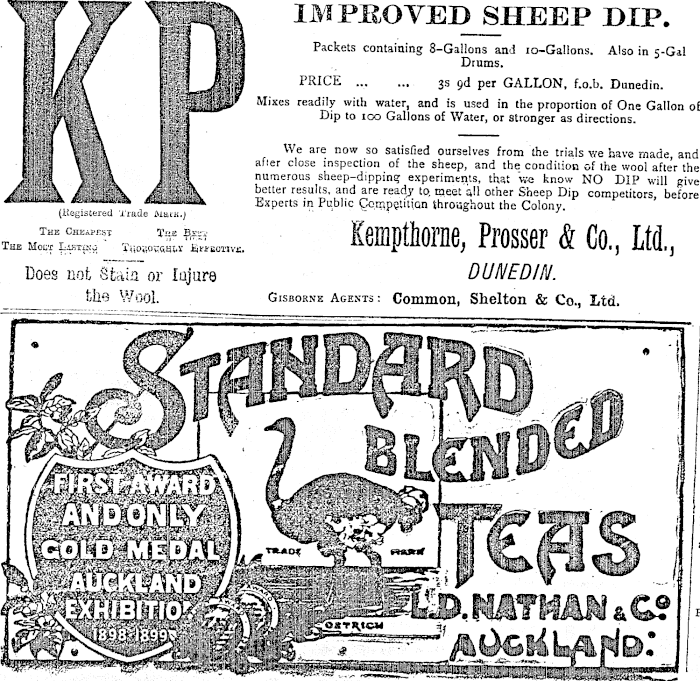 KP
(Registered Trade Mark.)
THE CHEAPEST THE BEST
THE MOST LASTING THOROUGHLY EFFECTIVE.
Does not Stain or Injure
the Wool.
IMPROVED SHEEP DIP.
Packets containing 8-Gallons and 10-Gallons. Also in 5-Gal
Drums.
PRICE ... ... 3s 9d per GALLON, f.o.b. Dunedin.
Mixes readily with water, and is used in the proportion of One Gallon of
Dip to 100 Gallons of Water, or stronger as directions.
We are now so satisfied ourselves from the trials we have made, and
after close inspection of the sheep, and the condition of the wool after the
numerous sheep-dipping experiments, that we know NO DIP will give
better results, and are ready to meet all other Sheep Dip competitors, before
Experts in Public Competition throughout the Colony.
Kempthorne, Prosser & Co., Ltd.,
DUNEDIN.
GISBORNE AGENTS: Common, Shelton & Co., Ltd.
STANDARD
BLENDED
TEAS
FIRST AWARD
AND ONLY
GOLD MEDAL
AUCKLAND
EXHIBITION
1898-1899
TRADE MARK
OSTRICH
L.D. NATHAN & Co
AUCKLAND: